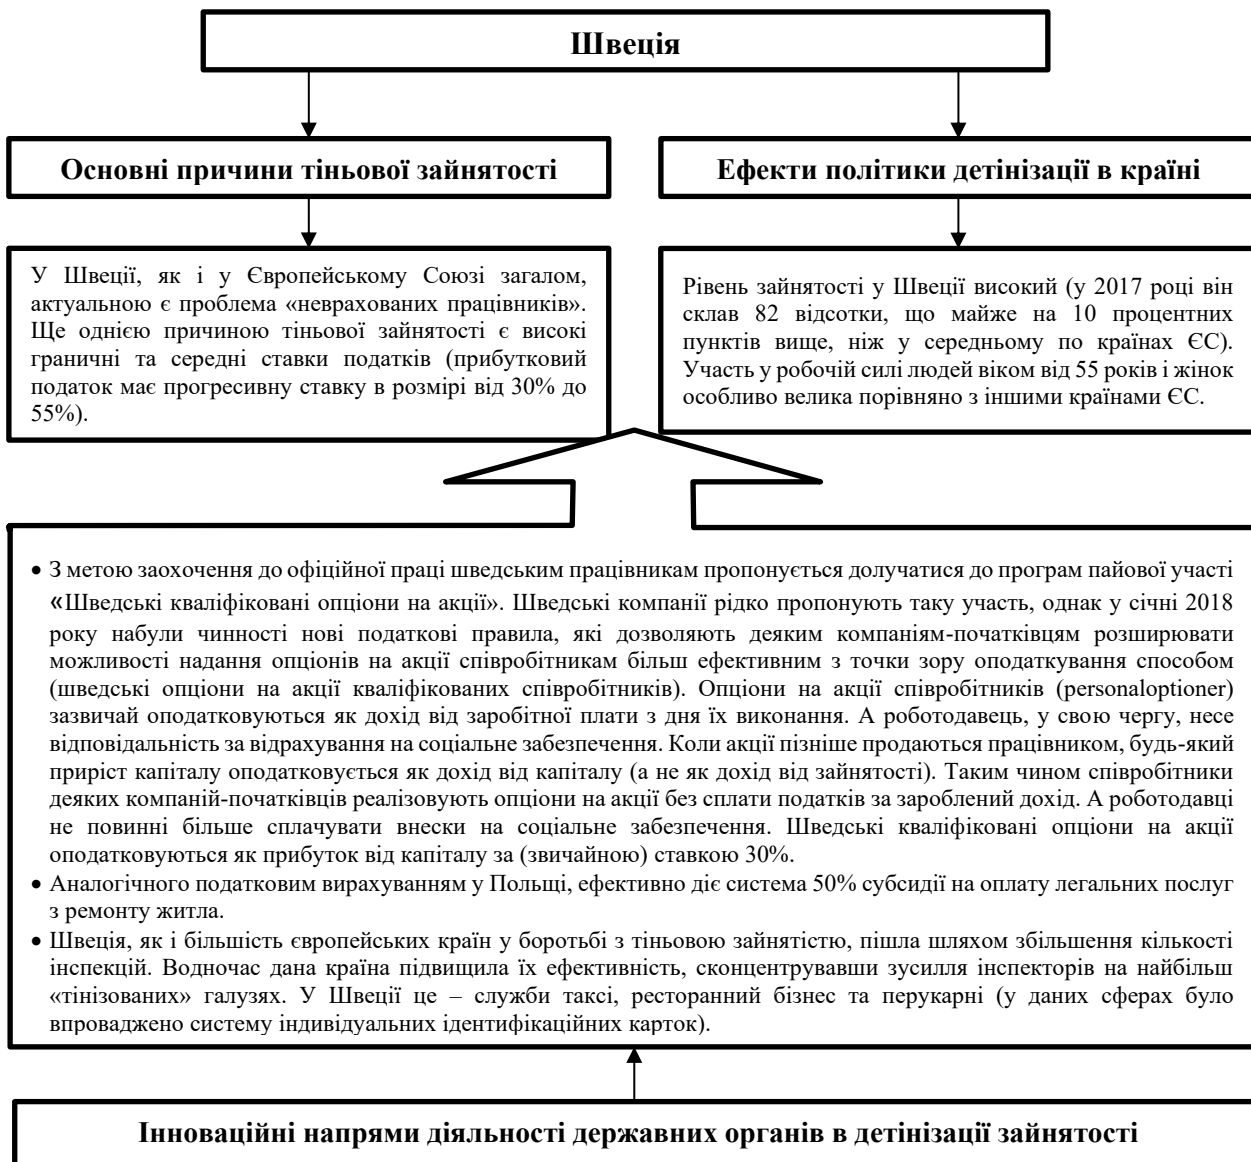 Швеція
Основні причини тіньової зайнятості
Ефекти політики детінізації в країні
У Швеції, як і у Європейському Союзі загалом,
актуальною є проблема «неврахованих працівників».
Ще однією причиною тіньової зайнятості є високі
граничні та середні ставки податків (прибутковий
податок має прогресивну ставку в розмірі від 30% до
55%).
Рівень зайнятості у Швеції високий (у 2017 році він
склав 82 відсотки, що майже на 10 процентних
пунктів вище, ніж у середньому по країнах ЄС).
Участь у робочій силі людей віком від 55 років і жінок
особливо велика порівняно з іншими країнами ЄС.
• З метою заохочення до офіційної праці шведським працівникам пропонується долучатися до програм пайової участі
«Шведські кваліфіковані опціони на акції». Шведські компанії рідко пропонують таку участь, однак у січні 2018
року набули чинності нові податкові правила, які дозволяють деяким компаніям-початківцям розширювати
можливості надання опціонів на акції співробітникам більш ефективним з точки зору оподаткування способом
(шведські опціони на акції кваліфікованих співробітників). Опціони на акції співробітників (personaloptioner)
зазвичай оподатковуються як дохід від заробітної плати з дня їх виконання. А роботодавець, у свою чергу, несе
відповідальність за відрахування на соціальне забезпечення. Коли акції пізніше продаються працівником, будь-який
приріст капіталу оподатковується як дохід від капіталу (а не як дохід від зайнятості). Таким чином співробітники
деяких компаній-початківців реалізовують опціони на акції без сплати податків за зароблений дохід. А роботодавці
не повинні більше сплачувати внески на соціальне забезпечення. Шведські кваліфіковані опціони на акції
оподатковуються як прибуток від капіталу за (звичайною) ставкою 30%.
• Аналогічного податковим вирахуванням у Польщі, ефективно діє система 50% субсидії на оплату легальних послуг
з ремонту житла.
• Швеція, як і більшість європейських країн у боротьбі з тіньовою зайнятістю, пішла шляхом збільшення кількості
інспекцій. Водночас дана країна підвищила їх ефективність, сконцентрувавши зусилля інспекторів на найбільш
«тінізованих» галузях. У Швеції це – служби таксі, ресторанний бізнес та перукарні (у даних сферах було
впроваджено систему індивідуальних ідентифікаційних карток).
Інноваційні напрями діяльності державних органів в детінізації зайнятості